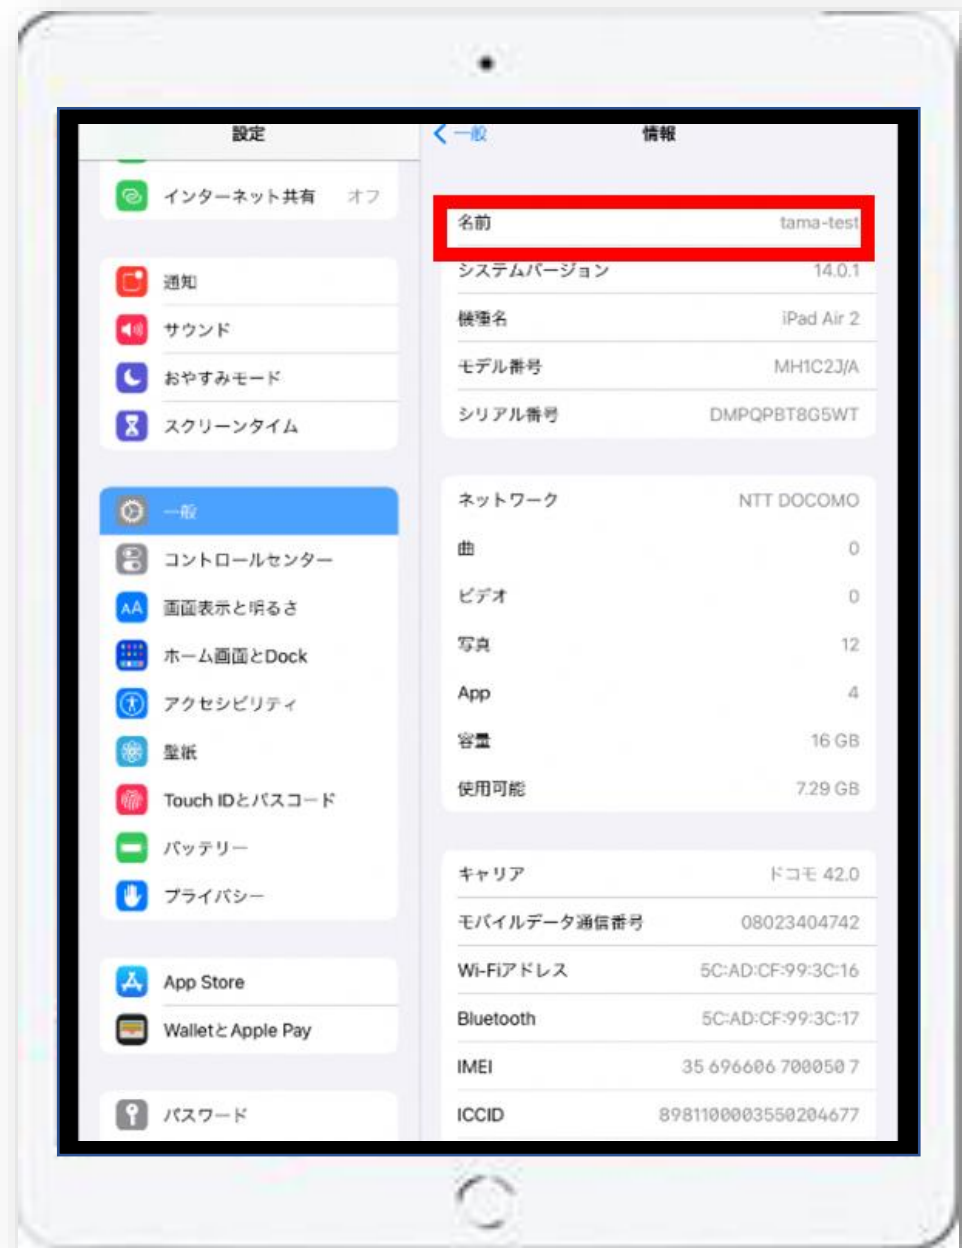 設定
インターネット共有 オフ
通知
サウンド
おやすみモード
スクリーンタイム
一般
コントロールセンター
AA 画面表示と明るさ
ホーム画面とDock
アクセシビリティ
壁紙
Touch IDとパスコード
バッテリー
プライバシー
App Store
WalletとApple Pay
パスワード
一般 情報
名前 tama-test
システムバージョン 14.0.1
機種名 iPad Air 2
モデル番号 MH1C2J/A
シリアル番号 DMPQPBT8G5WT
ネットワーク NTT DOCOMO
曲 0
ビデオ 0
写真 12
App 4
容量 16 GB
使用可能 7.29 GB
キャリア ドコモ 42.0
モバイルデータ通信番号 08023404742
Wi-Fiアドレス 5C:AD:CF:99:3C:16
Bluetooth 5C:AD:CF:99:3C:17
IMEI 35 696606 700050 7
ICCID 8981100003550204677